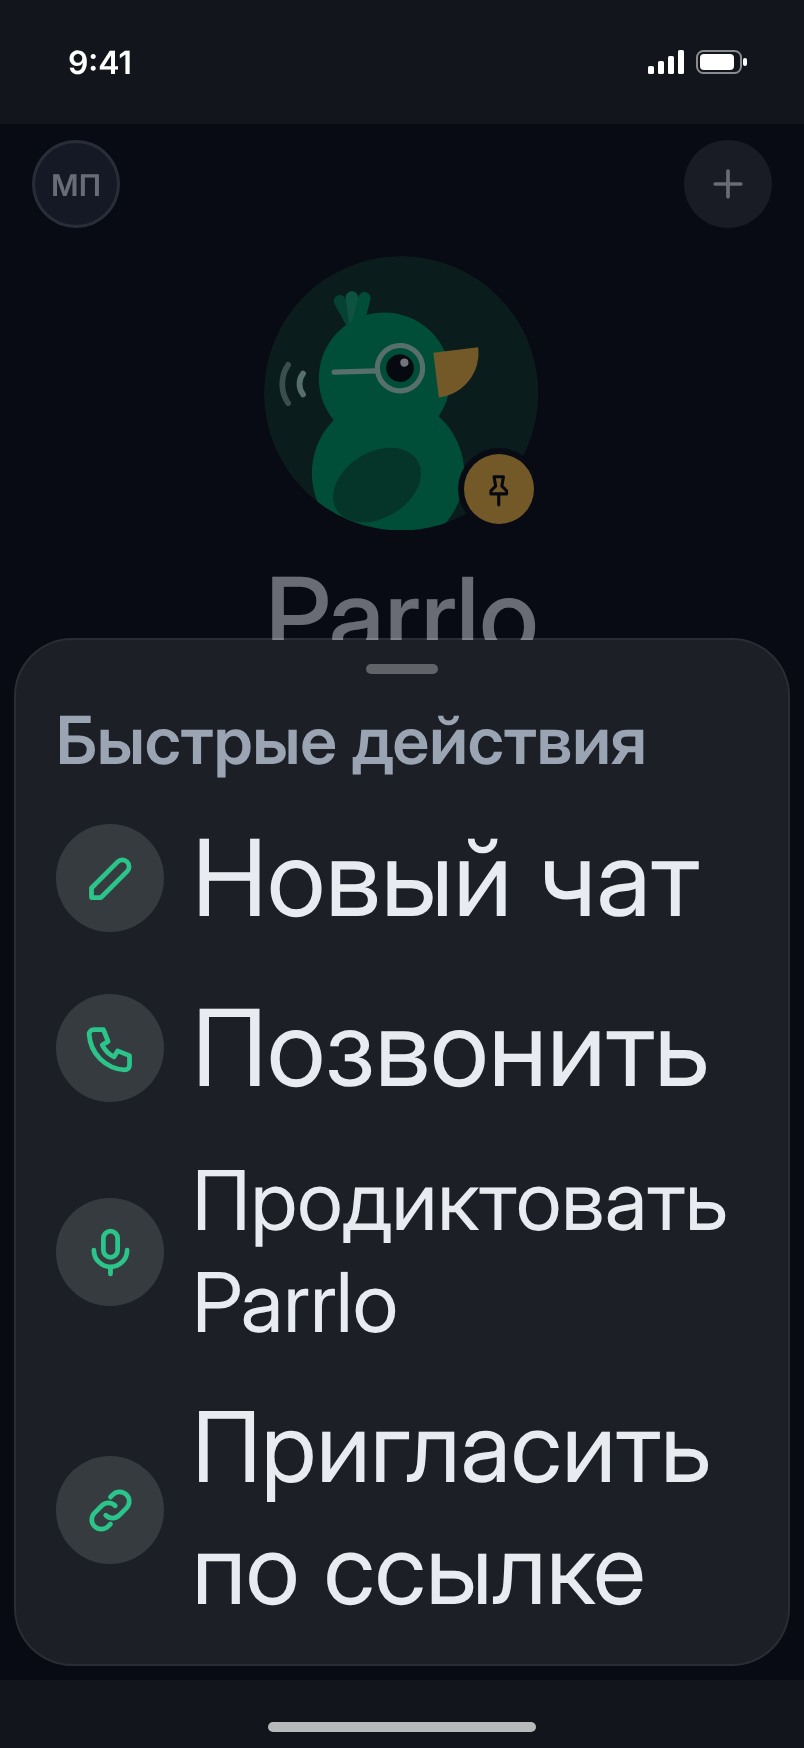 9:41
МП
Parrlo
Быстрые действия
Новый чат
Позвонить
Продиктовать
Parrlo
Пригласить
по ссылке